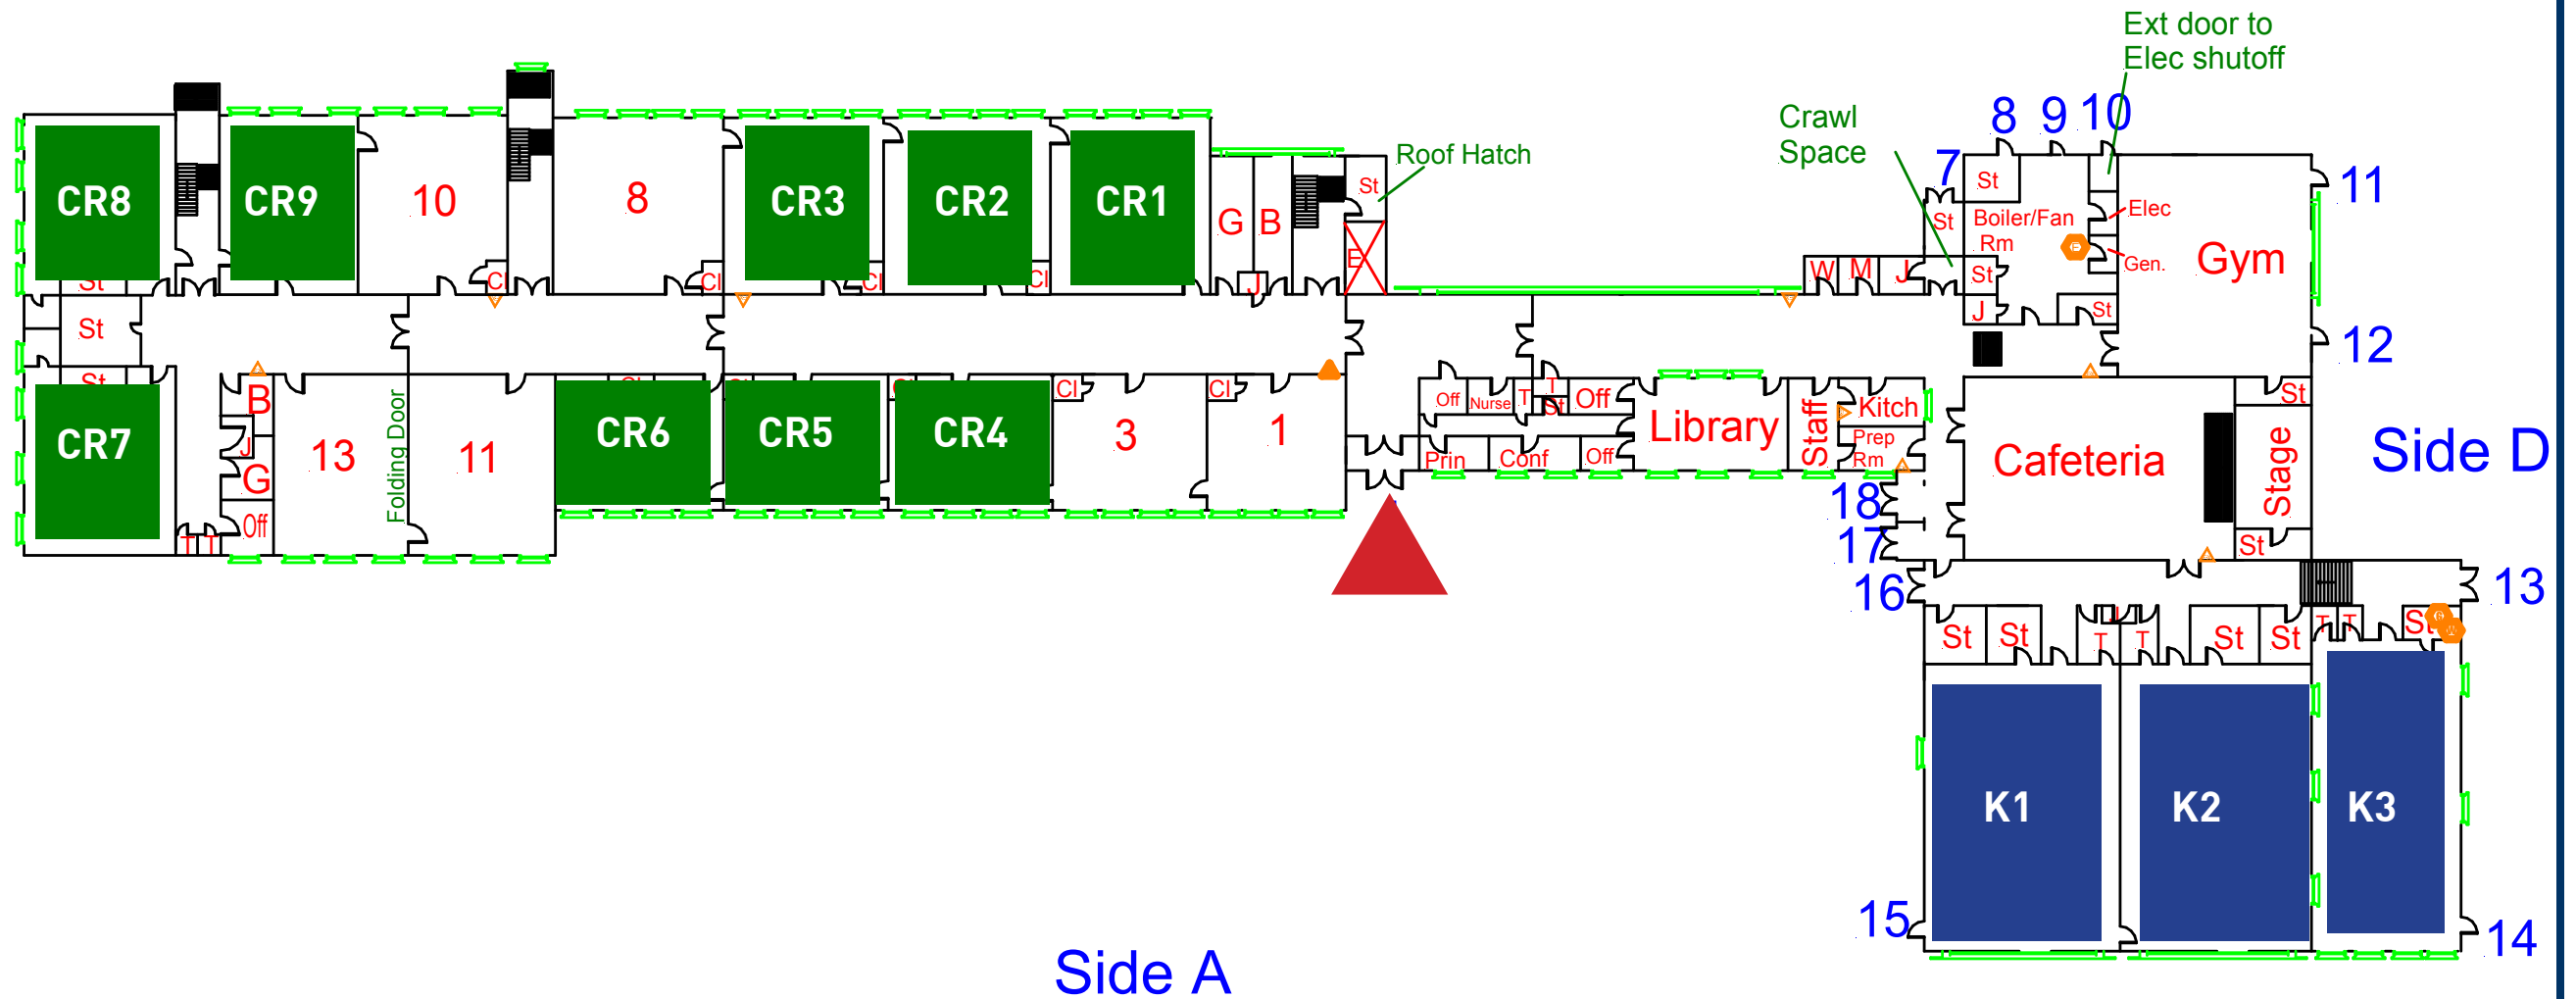 Ext door to
Elec shutoff
Crawl
Space
Roof Hatch
8 9 10
7
11
12
CR8
CR9
10
8
CR3
CR2
CR1
G
B
St
E
J
Cl
Cl
Cl
Cl
St
St
St
St
St
Boiler/Fan
Rm
Elec
Gen.
Gym
W
M
J
St
J
St
CR7
B
J
G
Off
T
T
13
Folding Door
11
CR6
CR5
CR4
Cl
3
Cl
1
Off
Nurse
T
T
St
Off
Prin
Conf
Off
Library
Staff
Kitch
Prep
Rm
Cafeteria
Stage
St
St
Side D
18
17
16
13
St
St
T
J
T
St
St
T
T
St
K1
K2
K3
15
14
Side A